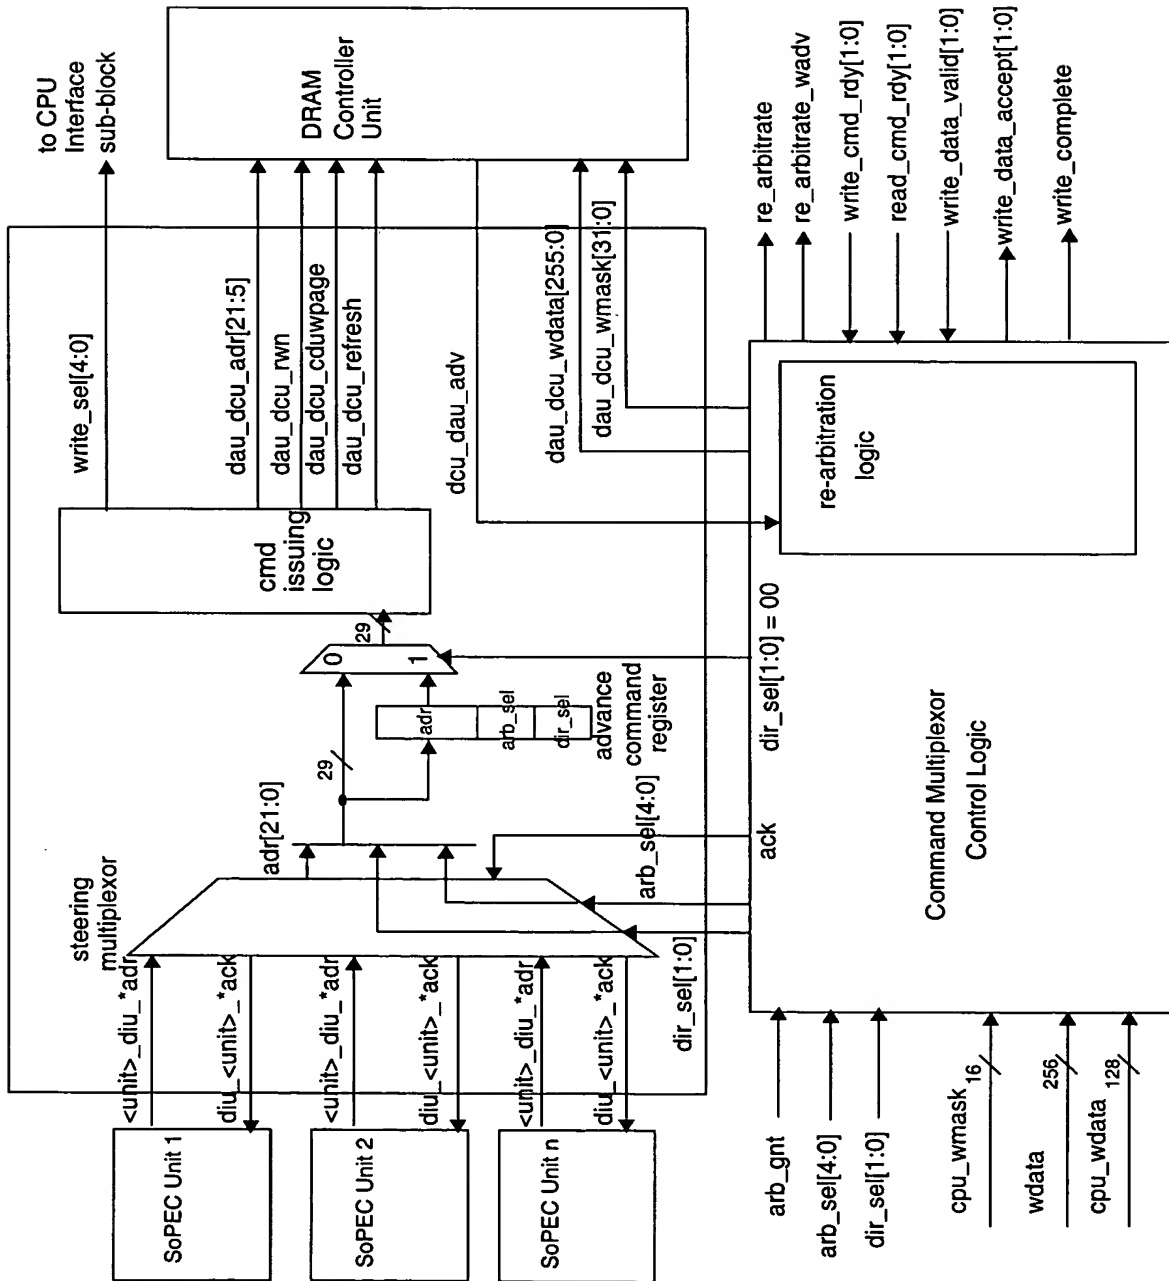 SoPEC Unit 1
SoPEC Unit 2
SoPEC Unit n
<unit>_diu_*adr
diu_<unit>_*ack
<unit>_diu_*adr
diu_<unit>_*ack
<unit>_diu_*adr
diu_<unit>_*ack
steering
multiplexor
dir_sel[1:0]
adr[21:0]
arb_sel[4:0]
29
adr
arb_sel
dir_sel
advance
command
register
0
1
29
cmd
issuing
logic
write_sel[4:0]
to CPU
Interface
sub-block
dau_dcu_adr[21:5]
dau_dcu_rwn
dau_dcu_cduwpage
dau_dcu_refresh
dcu_dau_adv
dau_dcu_wdata[255:0]
dau_dcu_wmask[31:0]
DRAM
Controller
Unit
arb_gnt
arb_sel[4:0]
dir_sel[1:0]
cpu_wmask
16
wdata
256
cpu_wdata
128
ack
dir_sel[1:0] = 00
Command Multiplexor
Control Logic
re-arbitration
logic
re_arbitrate
re_arbitrate_wadv
write_cmd_rdy[1:0]
read_cmd_rdy[1:0]
write_data_valid[1:0]
write_data_accept[1:0]
write_complete